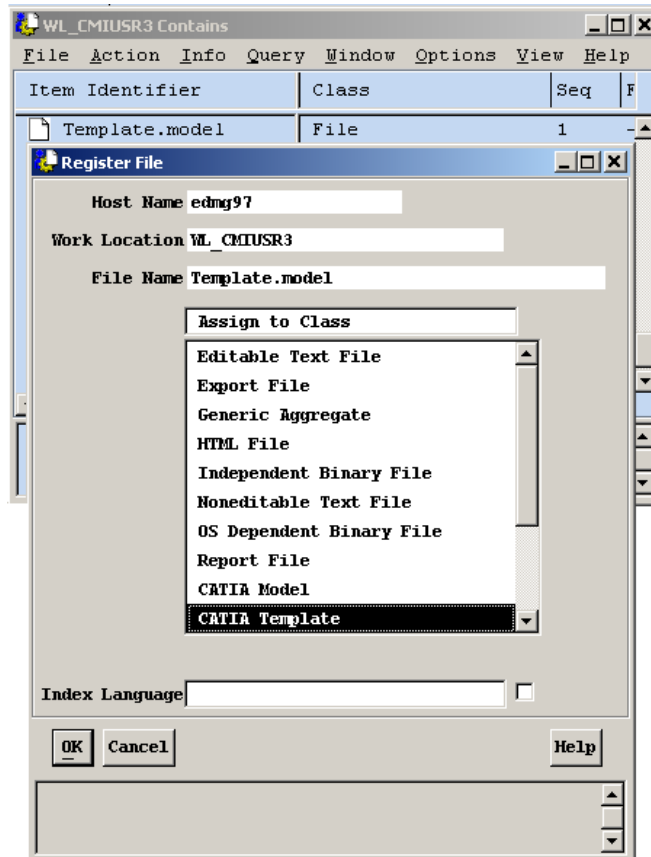 WL_CMIUSR3 Contains
File Action Info Query Window Options View Help
Item Identifier Class Seq F
Template.model File 1 -
Register File
Host Name edmg97
Work Location WL_CMIUSR3
File Name Template.model
Assign to Class
Editable Text File
Export File
Generic Aggregate
HTML File
Independent Binary File
Noneditable Text File
OS Dependent Binary File
Report File
CATIA Model
CATIA Template
Index Language
OK Cancel Help